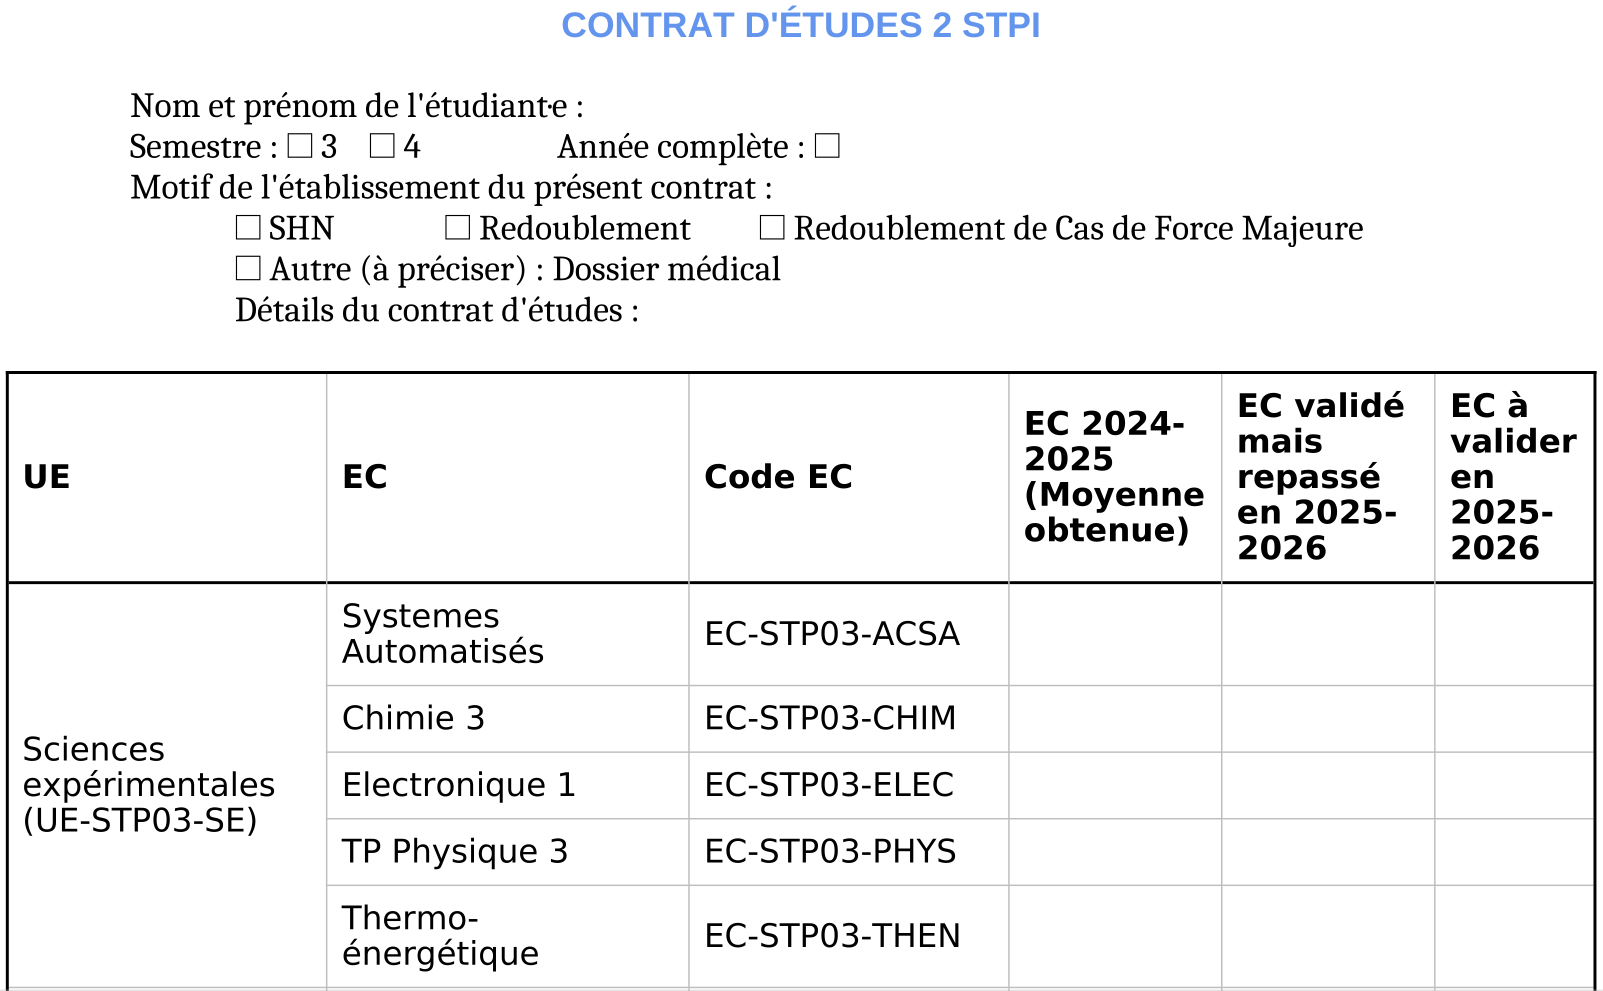 CONTRAT D'ÉTUDES 2 STPI
Nom et prénom de l'étudiant·e :
Semestre : ☐ 3 ☐ 4 Année complète : ☐
Motif de l'établissement du présent contrat :
☐ SHN ☐ Redoublement ☐ Redoublement de Cas de Force Majeure
☐ Autre (à préciser) : Dossier médical
Détails du contrat d'études :
UE
EC
Code EC
EC 2024-
2025
(Moyenne
obtenue)
EC validé
mais
repassé
en 2025-
2026
EC à
valider
en
2025-
2026
Sciences
expérimentales
(UE-STP03-SE)
Systemes
Automatisés
EC-STP03-ACSA
Chimie 3
EC-STP03-CHIM
Electronique 1
EC-STP03-ELEC
TP Physique 3
EC-STP03-PHYS
Thermo-
énergétique
EC-STP03-THEN